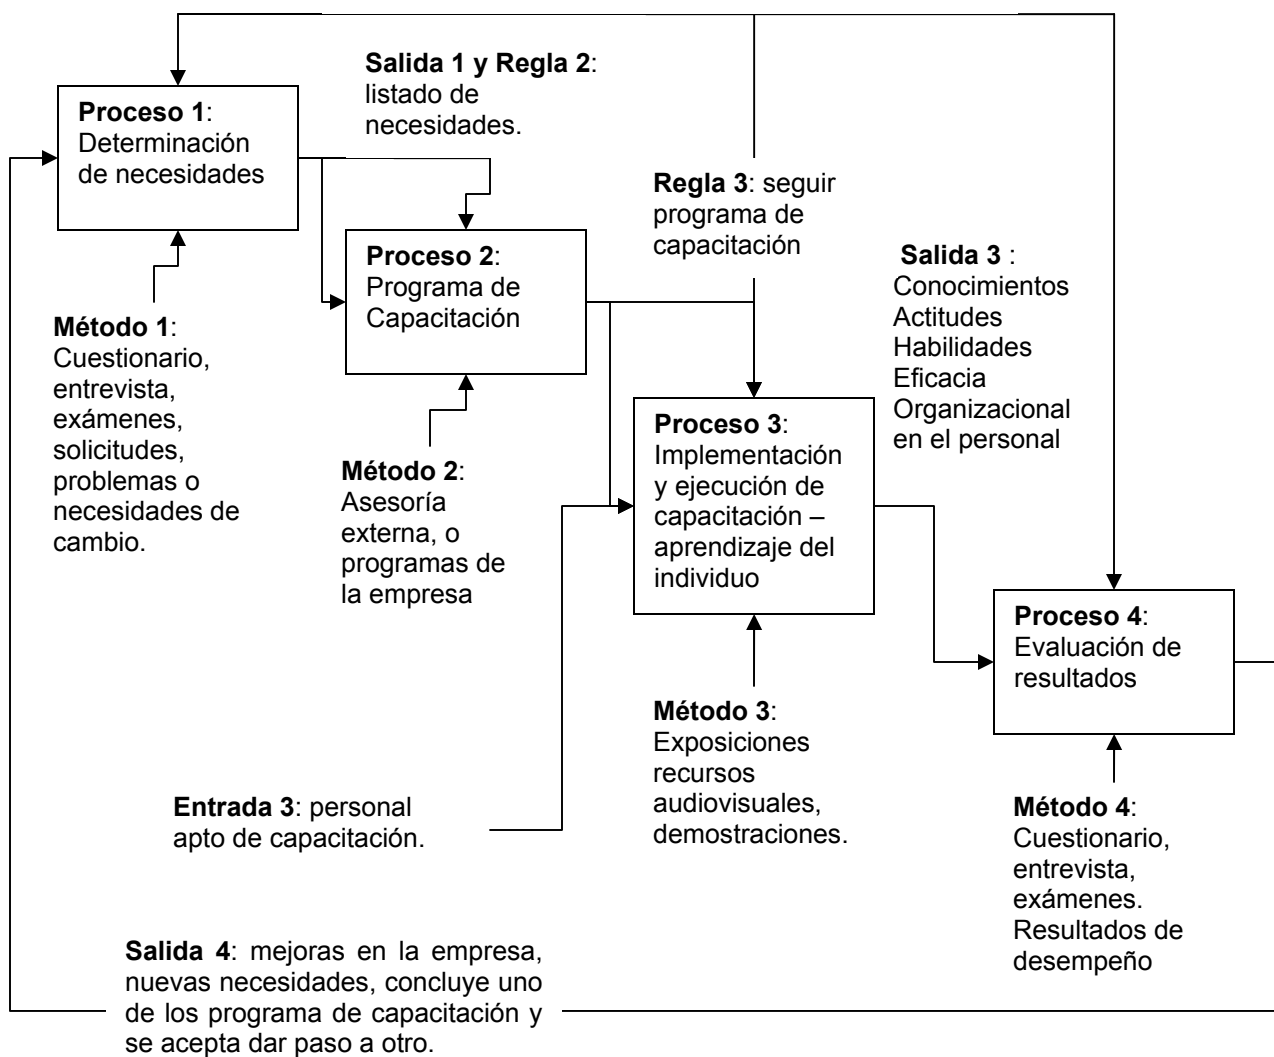 Salida 1 y Regla 2:
listado de
necesidades.
Proceso 1:
Determinación
de necesidades
Regla 3: seguir
programa de
capacitación
Proceso 2:
Programa de
Capacitación
Salida 3 :
Conocimientos
Actitudes
Habilidades
Eficacia
Organizacional
en el personal
Método 1:
Cuestionario,
entrevista,
exámenes,
solicitudes,
problemas o
necesidades de
cambio.
Método 2:
Asesoría
externa, o
programas de
la empresa
Proceso 3:
Implementación
y ejecución de
capacitación –
aprendizaje del
individuo
Proceso 4:
Evaluación de
resultados
Método 3:
Exposiciones
recursos
audiovisuales,
demostraciones.
Entrada 3: personal
apto de capacitación.
Método 4:
Cuestionario,
entrevista,
exámenes.
Resultados de
desempeño
Salida 4: mejoras en la empresa,
nuevas necesidades, concluye uno
de los programa de capacitación y
se acepta dar paso a otro.